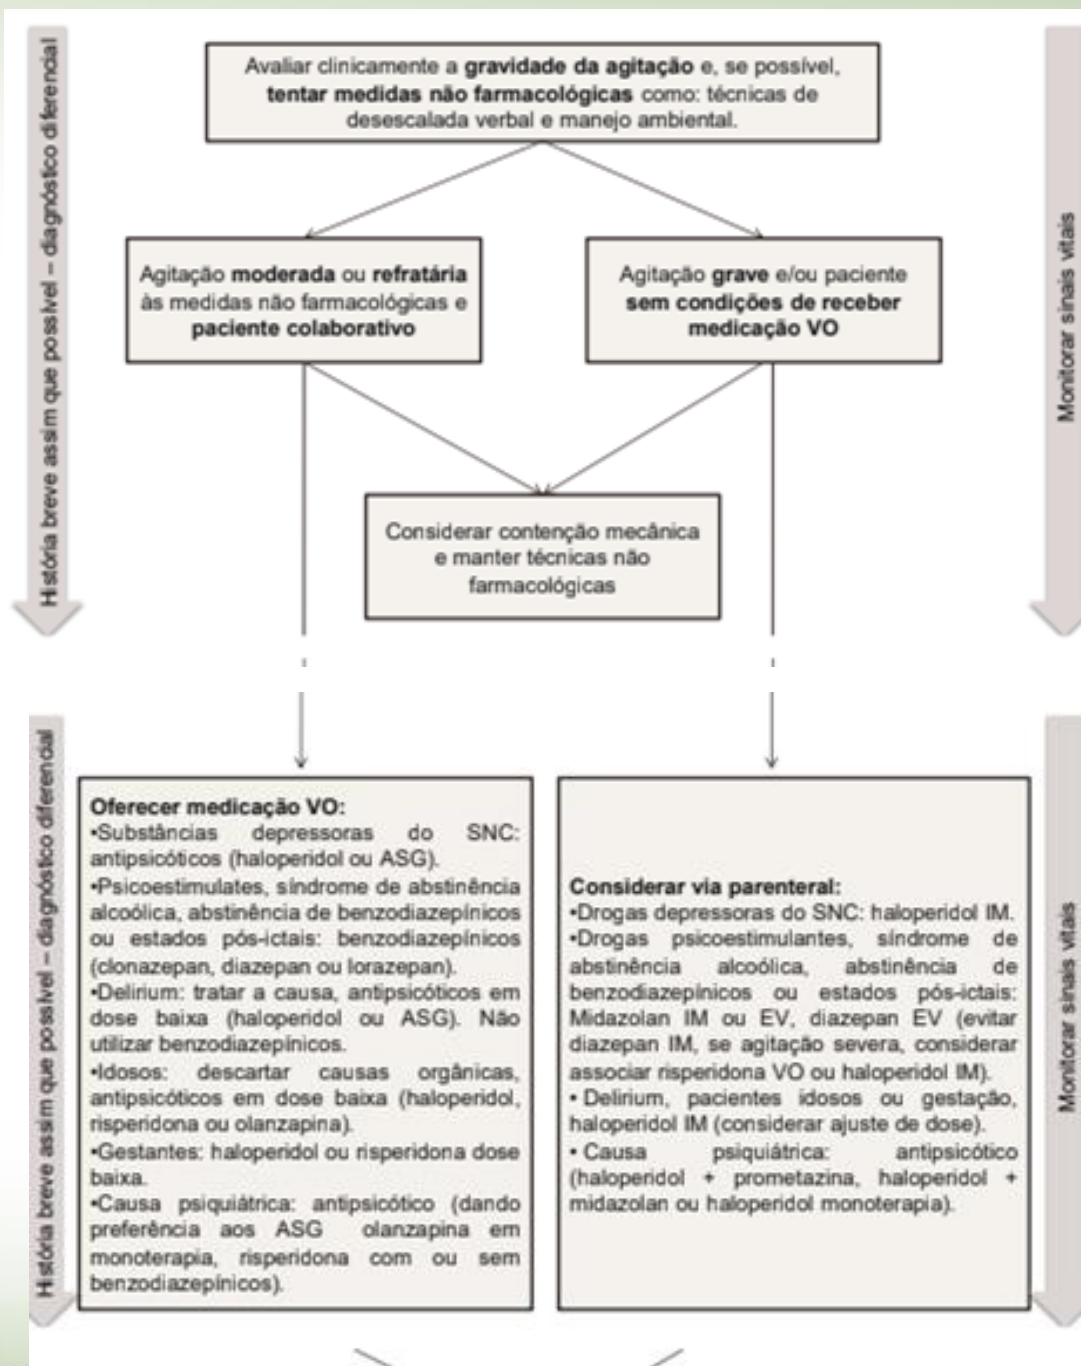 História breve assim que possível – diagnóstico diferencial
Avaliar clinicamente a gravidade da agitação e, se possível,
tentar medidas não farmacológicas como: técnicas de
desescalada verbal e manejo ambiental.
Monitorar sinais vitais
Agitação moderada ou refratária
às medidas não farmacológicas e
paciente colaborativo
Agitação grave e/ou paciente
sem condições de receber
medicação VO
Considerar contenção mecânica
e manter técnicas não
farmacológicas
História breve assim que possível – diagnóstico diferencial
Oferecer medicação VO:
•Substâncias depressoras do SNC:
antipsicóticos (haloperidol ou ASG).
•Psicoestimulates, síndrome de abstinência
alcoólica, abstinência de benzodiazepínicos
ou estados pós-ictais: benzodiazepínicos
(clonazepan, diazepan ou lorazepan).
•Delirium: tratar a causa, antipsicóticos em
dose baixa (haloperidol ou ASG). Não
utilizar benzodiazepínicos.
•Idosos: descartar causas orgânicas,
antipsicóticos em dose baixa (haloperidol,
risperidona ou olanzapina).
•Gestantes: haloperidol ou risperidona dose
baixa.
•Causa psiquiátrica: antipsicótico (dando
preferência aos ASG olanzapina em
monoterapia, risperidona com ou sem
benzodiazepínicos).
Considerar via parenteral:
•Drogas depressoras do SNC: haloperidol IM.
•Drogas psicoestimulantes, síndrome de
abstinência alcoólica, abstinência de
benzodiazepínicos ou estados pós-ictais:
Midazolan IM ou EV, diazepan EV (evitar
diazepan IM, se agitação severa, considerar
associar risperidona VO ou haloperidol IM).
• Delirium, pacientes idosos ou gestação,
haloperidol IM (considerar ajuste de dose).
• Causa psiquiátrica: antipsicótico
(haloperidol + prometazina, haloperidol +
midazolan ou haloperidol monoterapia).
Monitorar sinais vitais